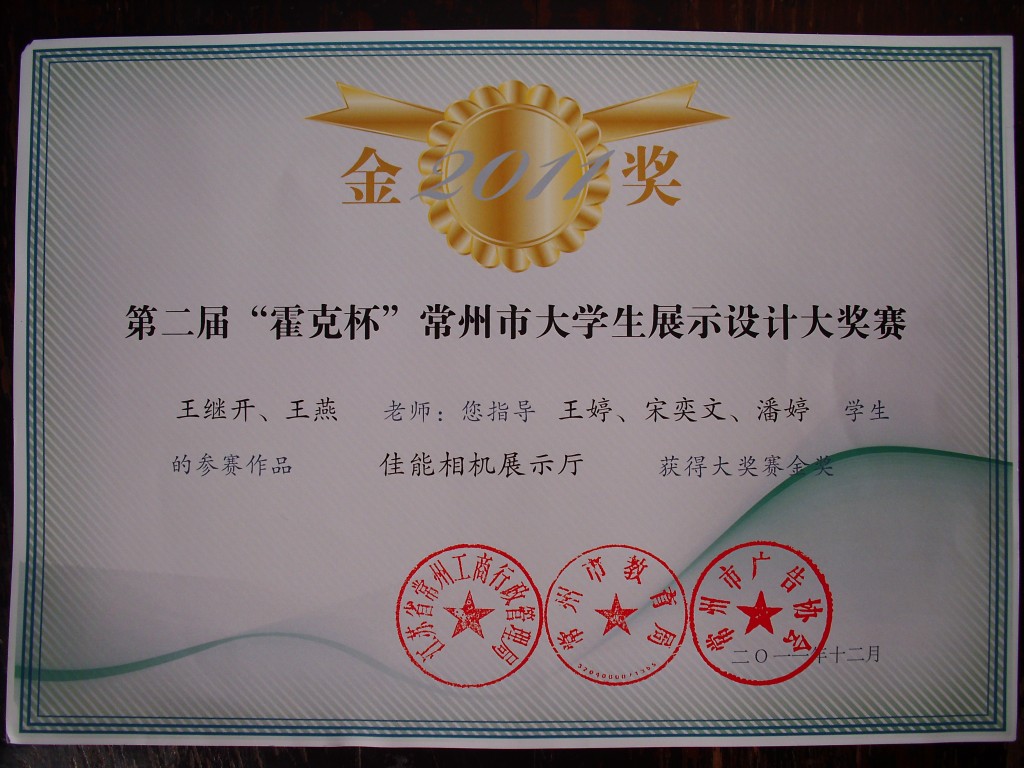 金2011奖
第二届“霍克杯”常州市大学生展示设计大奖赛
王继开、王燕 老师：您指导 王婷、宋奕文、潘婷 学生
的参赛作品 佳能相机展示厅 获得大奖赛金奖
江苏省常州工商行政管理局
常州市教育局
常州市广告协会
二〇一一年十二月